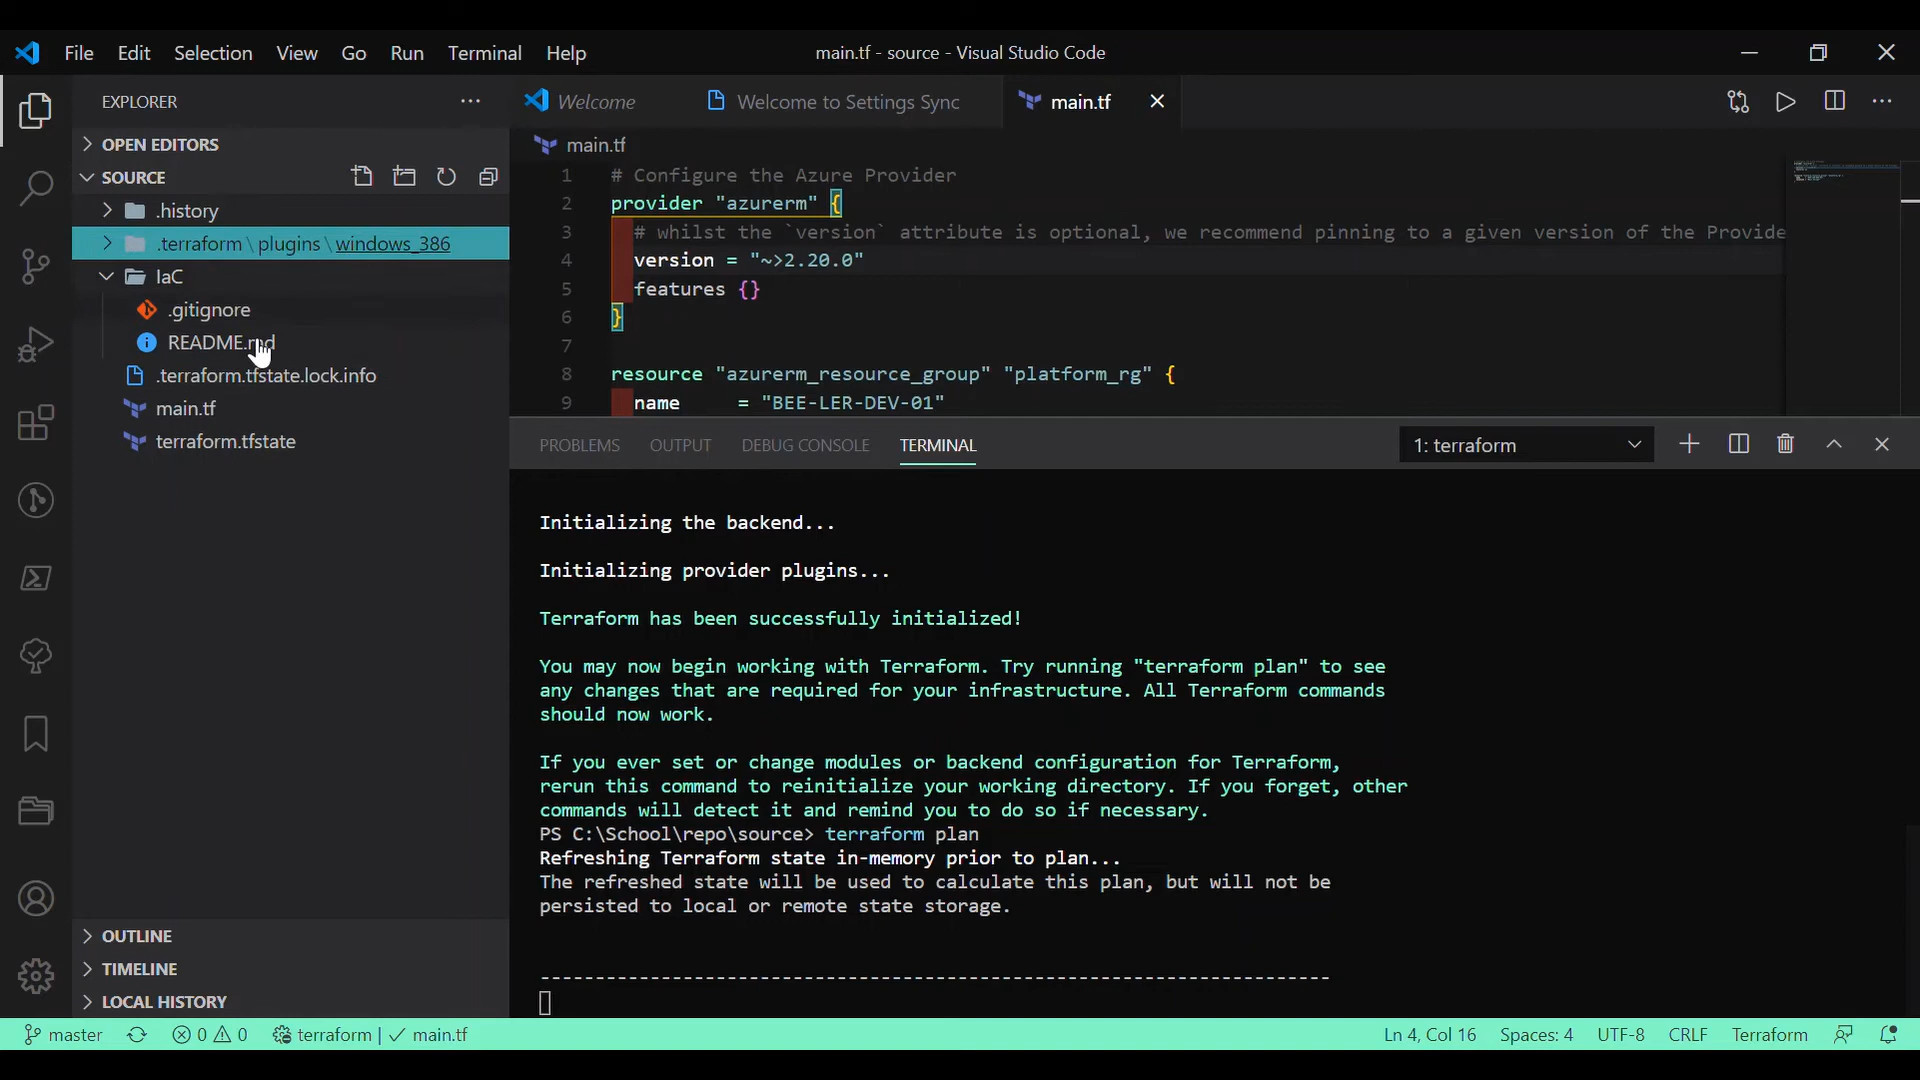 File Edit Selection View Go Run Terminal Help
main.tf - source - Visual Studio Code
EXPLORER
OPEN EDITORS
SOURCE
.history
.terraform \ plugins \ windows_386
IaC
.gitignore
README.md
.terraform.tfstate.lock.info
main.tf
terraform.tfstate
OUTLINE
TIMELINE
LOCAL HISTORY
Welcome
Welcome to Settings Sync
main.tf
main.tf
1 # Configure the Azure Provider
2 provider "azurerm" {
3 # whilst the `version` attribute is optional, we recommend pinning to a given version of the Provide
4 version = "~>2.20.0"
5 features {}
6 }
7
8 resource "azurerm_resource_group" "platform_rg" {
9 name = "BEE-LER-DEV-01"
PROBLEMS OUTPUT DEBUG CONSOLE TERMINAL
1: terraform
Initializing the backend...
Initializing provider plugins...
Terraform has been successfully initialized!
You may now begin working with Terraform. Try running "terraform plan" to see
any changes that are required for your infrastructure. All Terraform commands
should now work.
If you ever set or change modules or backend configuration for Terraform,
rerun this command to reinitialize your working directory. If you forget, other
commands will detect it and remind you to do so if necessary.
PS C:\School\repo\source> terraform plan
Refreshing Terraform state in-memory prior to plan...
The refreshed state will be used to calculate this plan, but will not be
persisted to local or remote state storage.
------------------------------------------------------------------------
master 0 0 terraform | ✓ main.tf
Ln 4, Col 16 Spaces: 4 UTF-8 CRLF Terraform